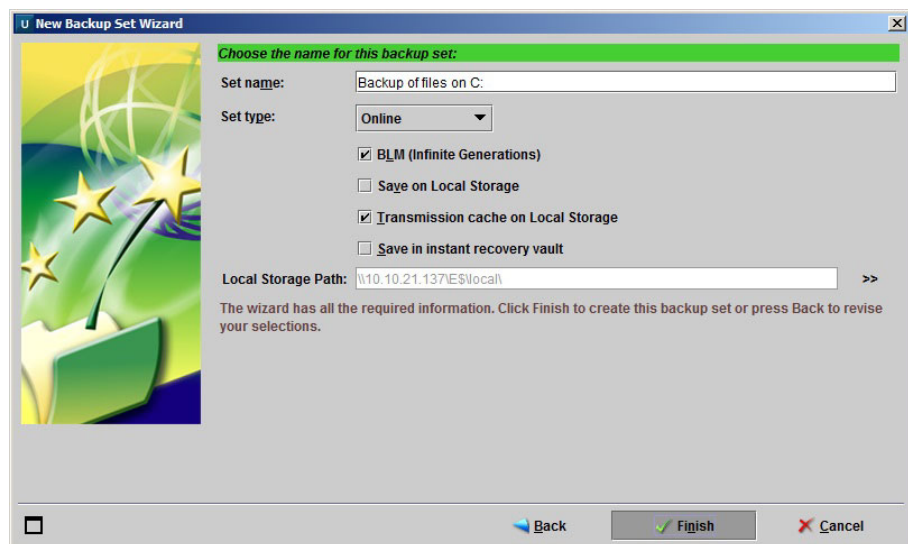 U New Backup Set Wizard
Choose the name for this backup set:
Set name: Backup of files on C:
Set type: Online
BLM (Infinite Generations)
Save on Local Storage
Transmission cache on Local Storage
Save in instant recovery vault
Local Storage Path: \\10.10.21.137\E$\local\ >>
The wizard has all the required information. Click Finish to create this backup set or press Back to revise
your selections.
Back Finish Cancel